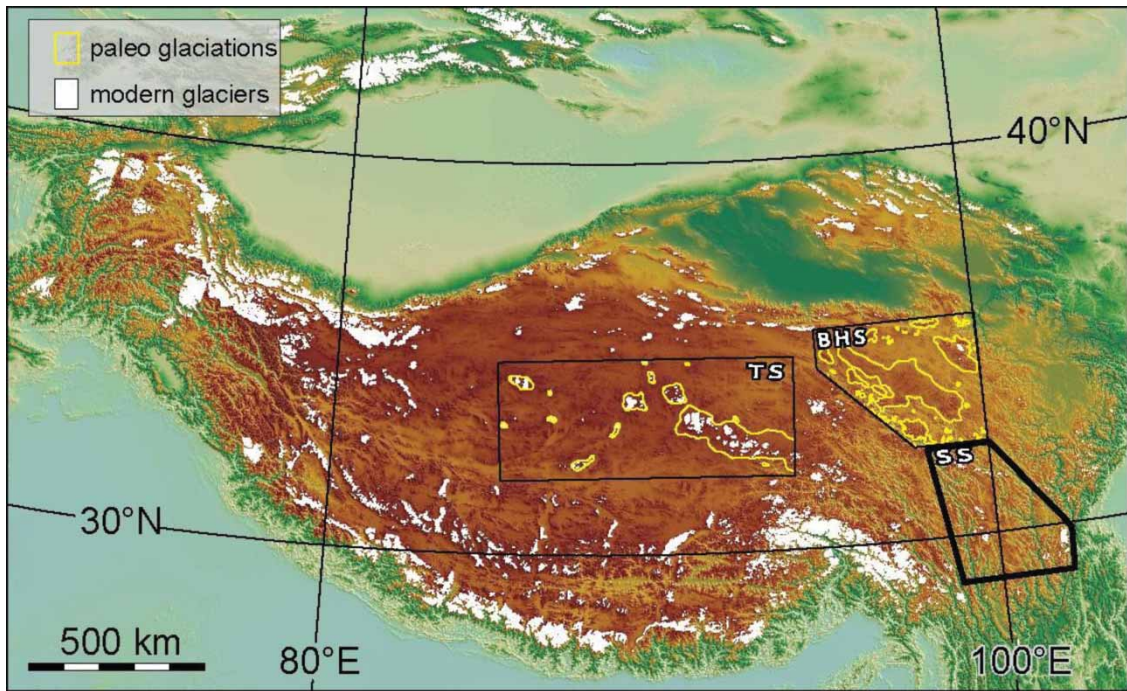 paleo glaciations
modern glaciers
40°N
BHS
TS
SS
30°N
500 km
80°E
100°E